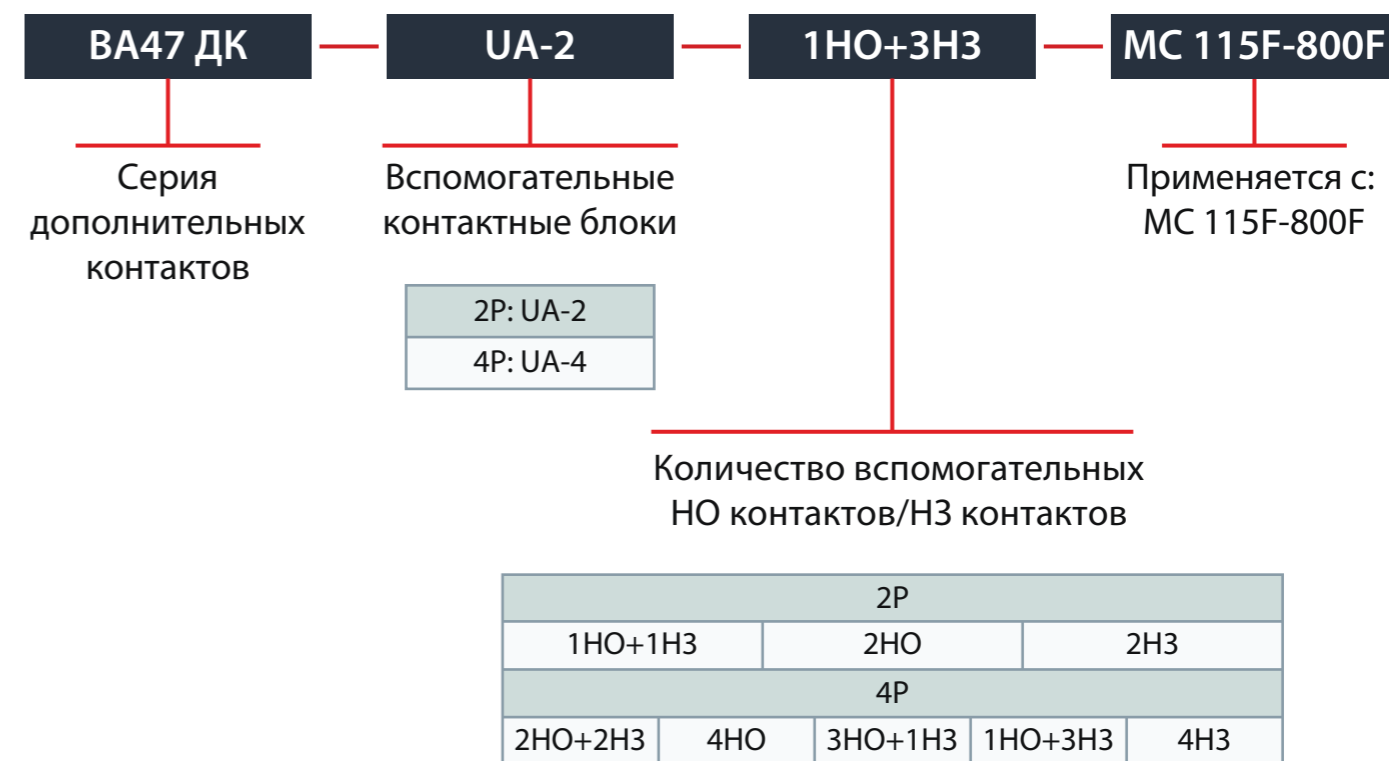 ВА47 ДК — UA-2 — 1НО+3НЗ — МС 115F-800F
Серия
дополнительных
контактов
Вспомогательные
контактные блоки
2P: UA-2
4P: UA-4
Применяется с:
МС 115F-800F
Количество вспомогательных
НО контактов/НЗ контактов
2P
1НО+1НЗ 2НО 2НЗ
4P
2НО+2НЗ 4НО 3НО+1НЗ 1НО+3НЗ 4НЗ